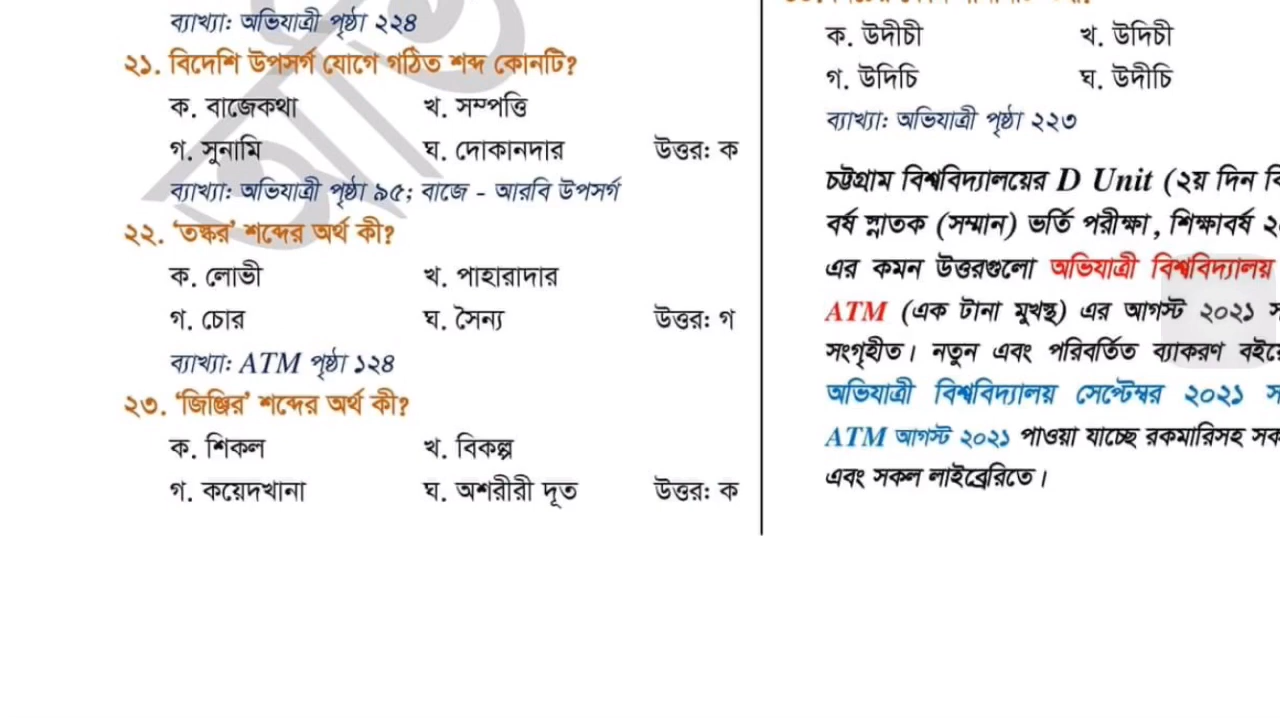 ব্যাখ্যা: অভিযাত্রী পৃষ্ঠা ২২৪
২১. বিদেশি উপসর্গ যোগে গঠিত শব্দ কোনটি?
ক. বাজেকথা খ. সম্পত্তি
গ. সুনামি ঘ. দোকানদার উত্তর: ক
ব্যাখ্যা: অভিযাত্রী পৃষ্ঠা ৯৫; বাজে - আরবি উপসর্গ
২২. ‘তস্কর’ শব্দের অর্থ কী?
ক. লোভী খ. পাহারাদার
গ. চোর ঘ. সৈন্য উত্তর: গ
ব্যাখ্যা: ATM পৃষ্ঠা ১২৪
২৩. ‘জিঞ্জির’ শব্দের অর্থ কী?
ক. শিকল খ. বিকল্প
গ. কয়েদখানা ঘ. অশরীরী দূত উত্তর: ক
ক. উদীচী খ. উদিচী
গ. উদিচি ঘ. উদীচি
ব্যাখ্যা: অভিযাত্রী পৃষ্ঠা ২২৩
চট্টগ্রাম বিশ্ববিদ্যালয়ের D Unit (২য় দিন
বর্ষ স্নাতক (সম্মান) ভর্তি পরীক্ষা, শিক্ষাবর্ষ
এর কমন উত্তরগুলো অভিযাত্রী বিশ্ববিদ্যালয়
ATM (এক টানা মুখস্থ) এর আগস্ট ২০২১
সংগৃহীত। নতুন এবং পরিবর্তিত ব্যাকরণ
অভিযাত্রী বিশ্ববিদ্যালয় সেপ্টেম্বর ২০২১
ATM আগস্ট ২০২১ পাওয়া যাচ্ছে রকমারিসহ
এবং সকল লাইব্রেরিতে।